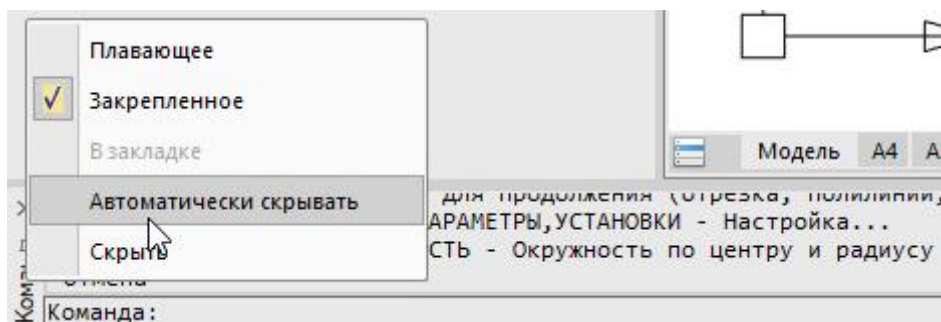 Плавающее
Закрепленное
В закладке
Автоматически скрывать
Скрыть
Модель A4
для продолжения (отрезка, полилинии,
АРАМЕТРЫ,УСТАНОВКИ - Настройка...
СТЬ - Окружность по центру и радиусу
Отмена
Команда: